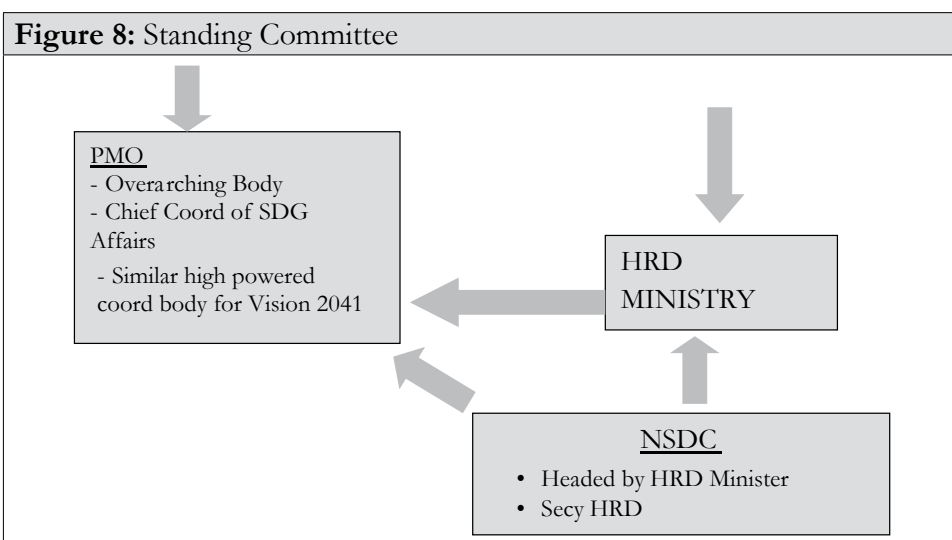 Figure 8: Standing Committee
PMO
- Overarching Body
- Chief Coord of SDG
Affairs
- Similar high powered
coord body for Vision 2041
HRD
MINISTRY
NSDC
• Headed by HRD Minister
• Secy HRD